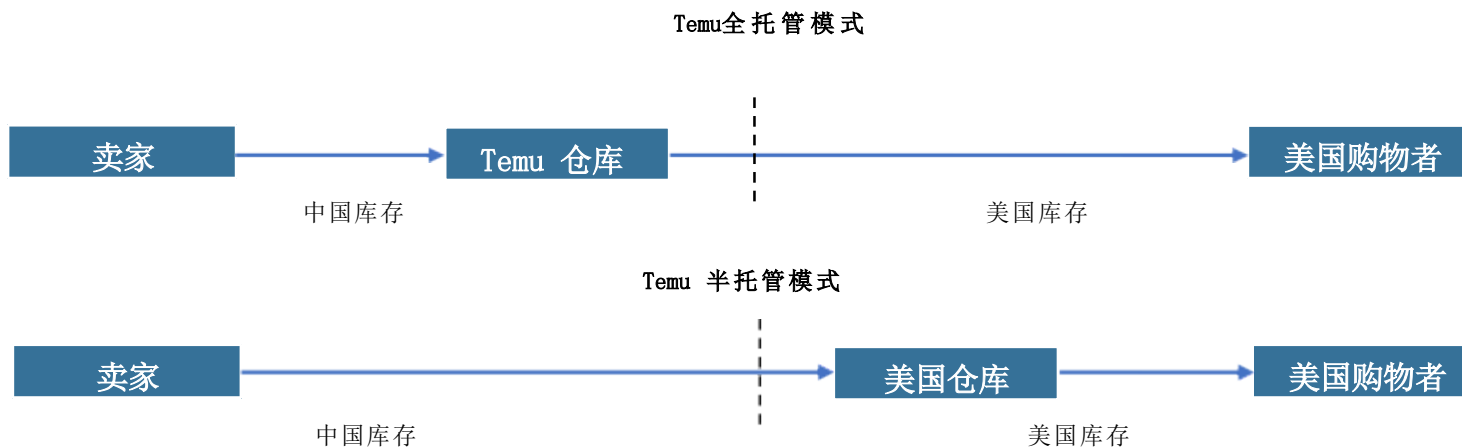 Temu全托管模式
卖家
Temu 仓库
美国购物者
中国库存
美国库存
Temu 半托管模式
卖家
美国仓库
美国购物者
中国库存
美国库存